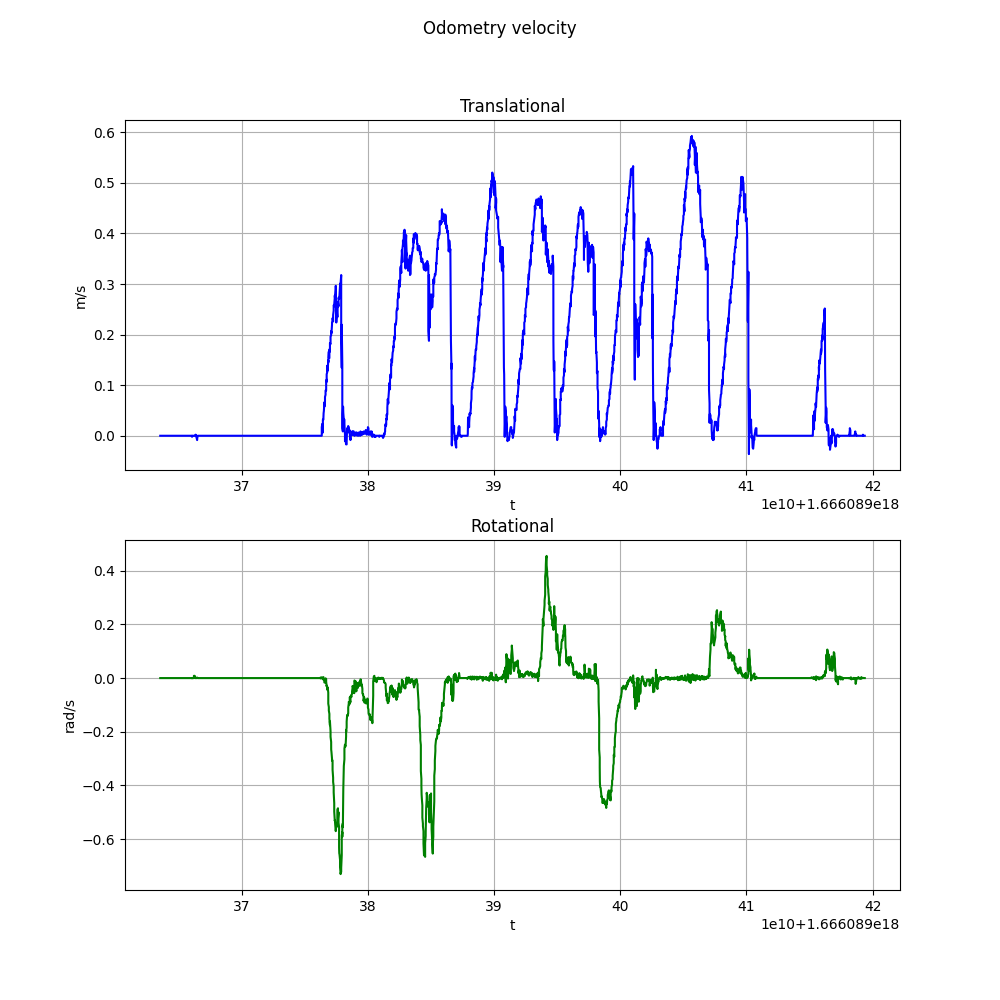 Odometry velocity
Translational
0.6
0.5
0.4
0.3
0.2
0.1
0.0
m/s
37 38 39 40 41 42
t
1e10+1.666089e18
Rotational
0.4
0.2
0.0
−0.2
−0.4
−0.6
rad/s
37 38 39 40 41 42
t
1e10+1.666089e18